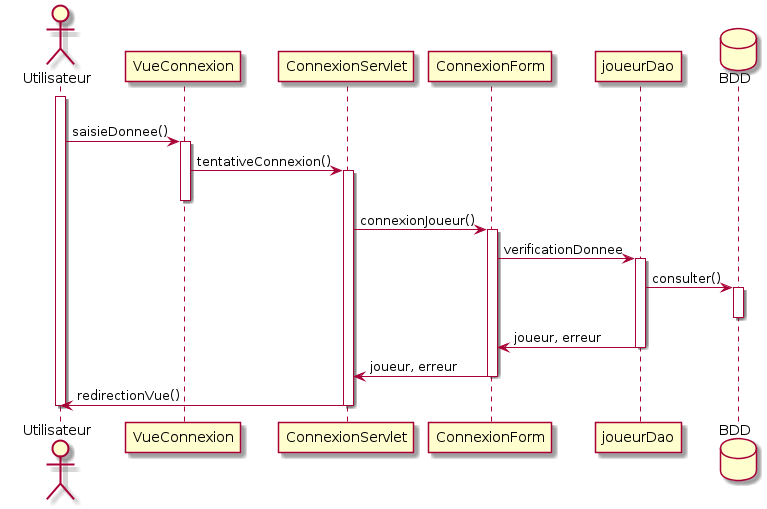 Utilisateur
VueConnexion
ConnexionServlet
ConnexionForm
joueurDao
BDD
saisieDonnee()
tentativeConnexion()
connexionJoueur()
verificationDonnee
consulter()
joueur, erreur
joueur, erreur
redirectionVue()
Utilisateur
VueConnexion
ConnexionServlet
ConnexionForm
joueurDao
BDD